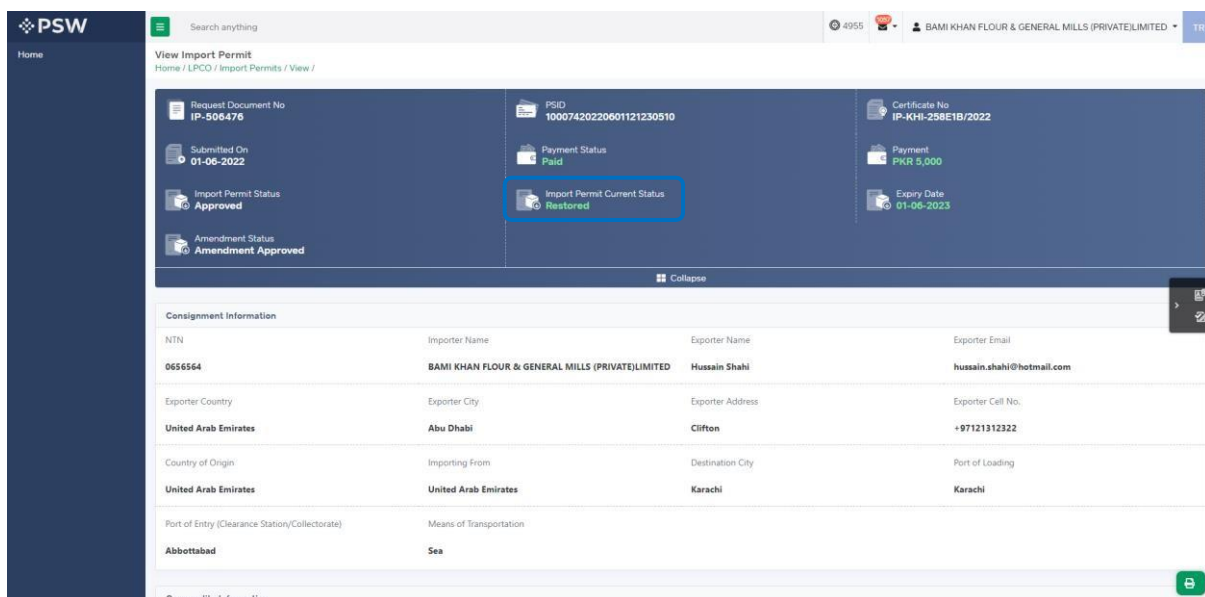 PSW
Search anything
4955
1057
BAMI KHAN FLOUR & GENERAL MILLS (PRIVATE)LIMITED
TR
Home
View Import Permit
Home / LPCO / Import Permits / View /
Request Document No
IP-506476
PSID
10007420220601121230510
Certificate No
IP-KHI-258E1B/2022
Submitted On
01-06-2022
Payment Status
Paid
Payment
PKR 5,000
Import Permit Status
Approved
Import Permit Current Status
Restored
Expiry Date
01-06-2023
Amendment Status
Amendment Approved
Collapse
Consignment Information
NTN
Importer Name
Exporter Name
Exporter Email
0656564
BAMI KHAN FLOUR & GENERAL MILLS (PRIVATE)LIMITED
Hussain Shahi
hussain.shahi@hotmail.com
Exporter Country
Exporter City
Exporter Address
Exporter Cell No.
United Arab Emirates
Abu Dhabi
Clifton
+97121312322
Country of Origin
Importing From
Destination City
Port of Loading
United Arab Emirates
United Arab Emirates
Karachi
Karachi
Port of Entry (Clearance Station/Collectorate)
Means of Transportation
Abbottabad
Sea